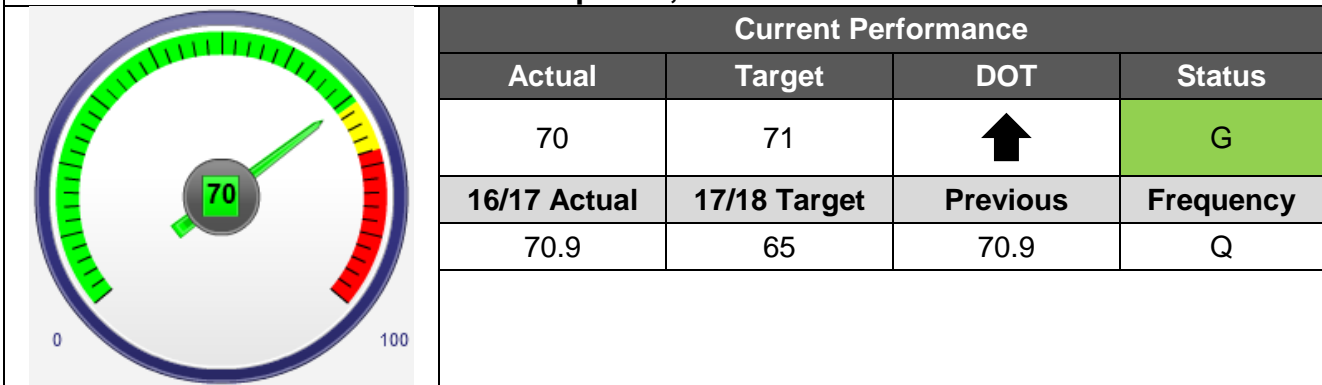 Current Performance
Actual Target DOT Status
70 71 G
16/17 Actual 17/18 Target Previous Frequency
70.9 65 70.9 Q
70
0 100